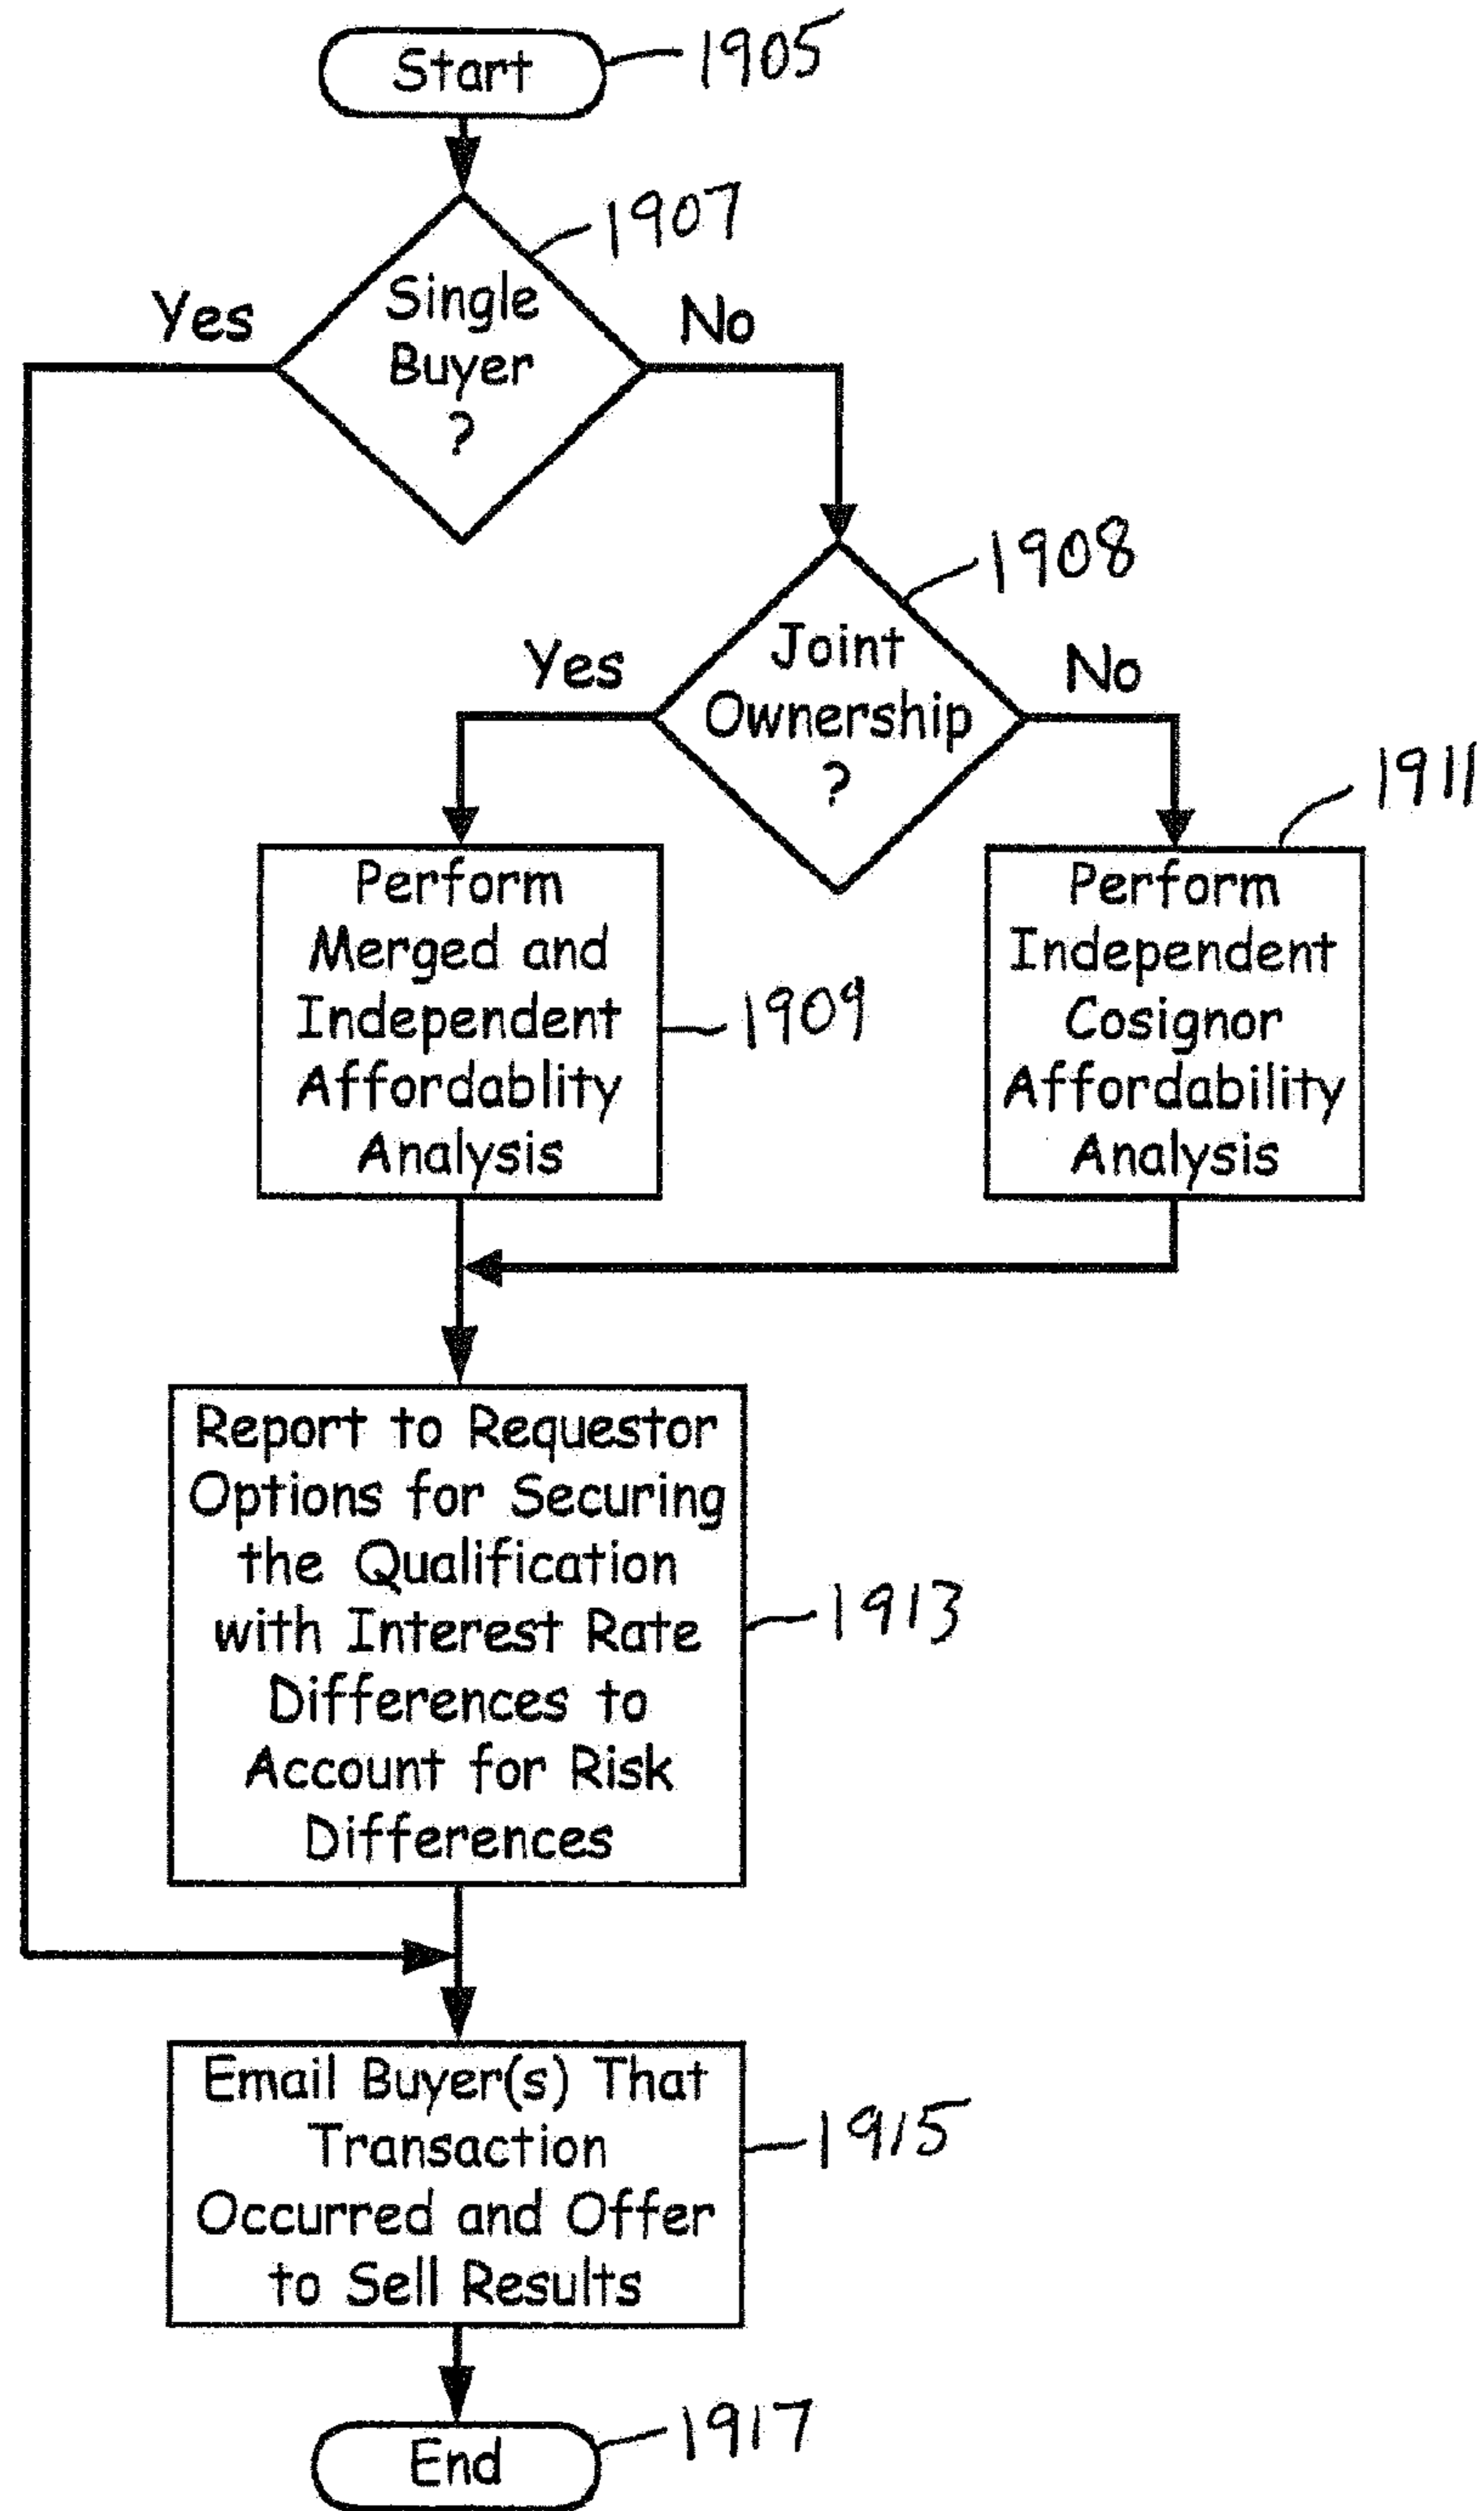 Start
1905
1907
Single
Buyer
?
Yes
No
1908
Joint
Ownership
?
Yes
No
1911
Perform
Merged and
Independent
Affordablity
Analysis
1909
Perform
Independent
Cosignor
Affordability
Analysis
Report to Requestor
Options for Securing
the Qualification
with Interest Rate
Differences to
Account for Risk
Differences
1913
Email Buyer(s) That
Transaction
Occurred and Offer
to Sell Results
1915
End
1917